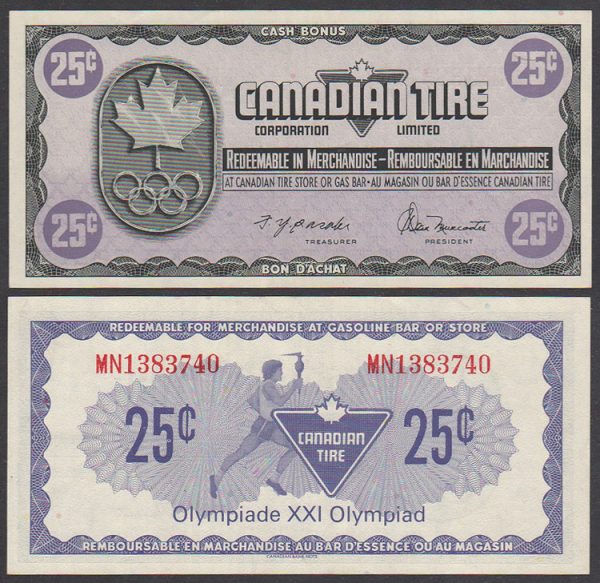 CASH BONUS
25¢ 25¢
CANADIAN TIRE
CORPORATION LIMITED
REDEEMABLE IN MERCHANDISE – REMBOURSABLE EN MARCHANDISE
AT CANADIAN TIRE STORE OR GAS BAR • AU MAGASIN OU BAR D'ESSENCE CANADIAN TIRE
25¢ 25¢
TREASURER PRESIDENT
BON D'ACHAT
REDEEMABLE FOR MERCHANDISE AT GASOLINE BAR OR STORE
MN1383740 MN1383740
25¢ 25¢
CANADIAN
TIRE
Olympiade XXI Olympiad
REMBOURSABLE EN MARCHANDISE AU BAR D'ESSENCE OU AU MAGASIN
CANADIAN BANK NOTE